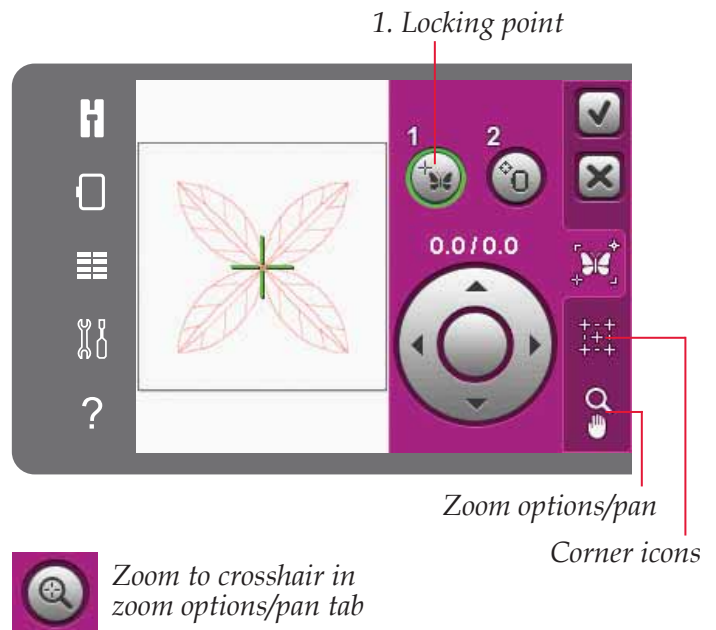 1. Locking point
1
2
0.0/0.0
?
Zoom options/pan
Corner icons
Zoom to crosshair in
zoom options/pan tab